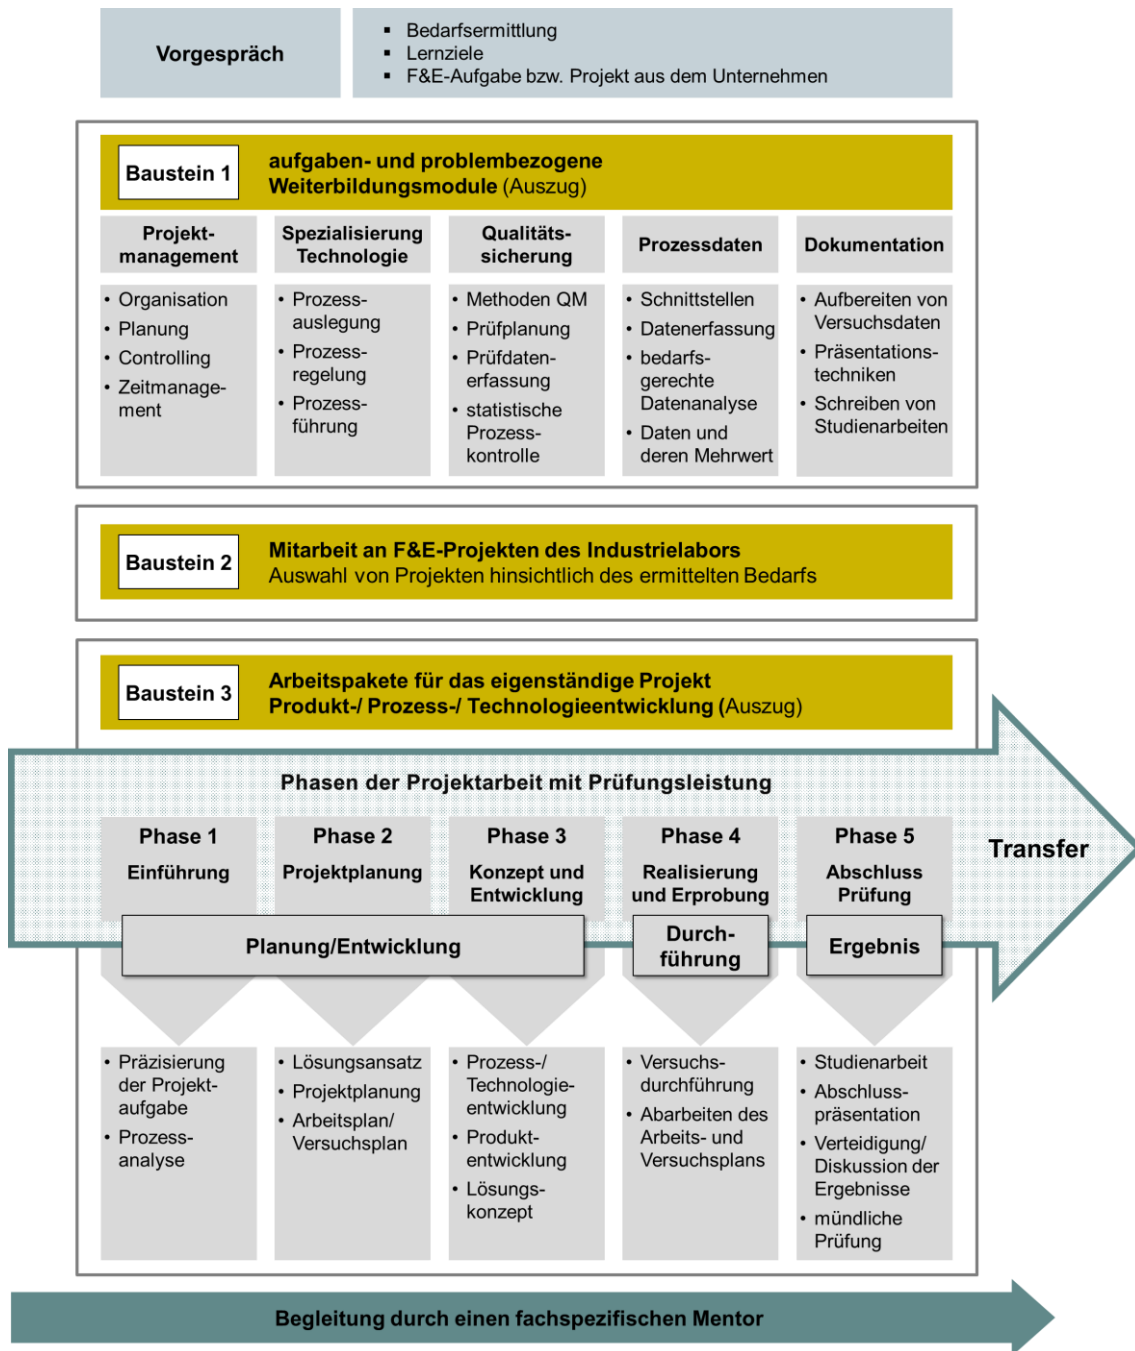 Vorgespräch
▪ Bedarfsermittlung
▪ Lernziele
▪ F&E-Aufgabe bzw. Projekt aus dem Unternehmen
Baustein 1
aufgaben- und problembezogene
Weiterbildungsmodule (Auszug)
Projekt-
management
• Organisation
• Planung
• Controlling
• Zeitmanage-
ment
Spezialisierung
Technologie
• Prozess-
auslegung
• Prozess-
regelung
• Prozess-
führung
Qualitäts-
sicherung
• Methoden QM
• Prüfplanung
• Prüfdaten-
erfassung
• statistische
Prozess-
kontrolle
Prozessdaten
• Schnittstellen
• Datenerfassung
• bedarfs-
gerechte
Datenanalyse
• Daten und
deren Mehrwert
Dokumentation
• Aufbereiten von
Versuchsdaten
• Präsentations-
techniken
• Schreiben von
Studienarbeiten
Baustein 2
Mitarbeit an F&E-Projekten des Industrielabors
Auswahl von Projekten hinsichtlich des ermittelten Bedarfs
Baustein 3
Arbeitspakete für das eigenständige Projekt
Produkt-/ Prozess-/ Technologieentwicklung (Auszug)
Phasen der Projektarbeit mit Prüfungsleistung
Phase 1
Einführung
Phase 2
Projektplanung
Phase 3
Konzept und
Entwicklung
Phase 4
Realisierung
und Erprobung
Phase 5
Abschluss
Prüfung
Transfer
Planung/Entwicklung
Durch-
führung
Ergebnis
• Präzisierung
der Projekt-
aufgabe
• Prozess-
analyse
• Lösungsansatz
• Projektplanung
• Arbeitsplan/
Versuchsplan
• Prozess-/
Technologie-
entwicklung
• Produkt-
entwicklung
• Lösungs-
konzept
• Versuchs-
durchführung
• Abarbeiten des
Arbeits- und
Versuchsplans
• Studienarbeit
• Abschluss-
präsentation
• Verteidigung/
Diskussion der
Ergebnisse
• mündliche
Prüfung
Begleitung durch einen fachspezifischen Mentor